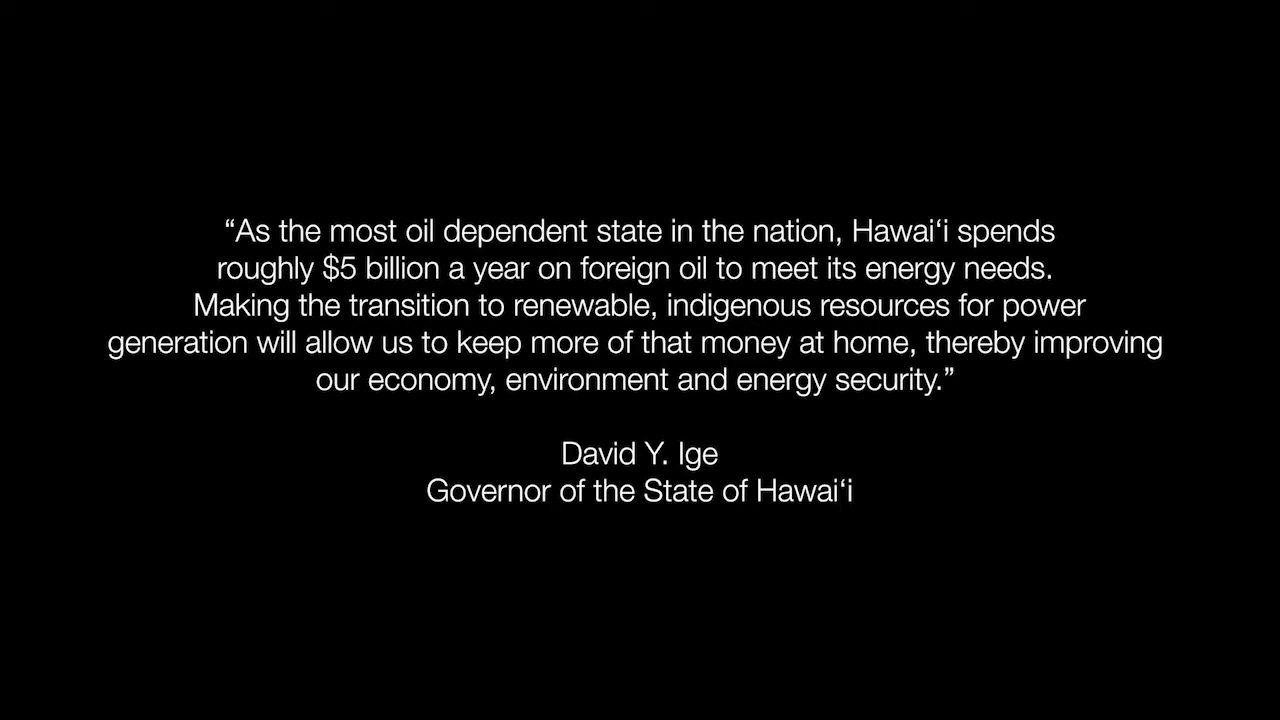 “As the most oil dependent state in the nation, Hawai‘i spends
roughly $5 billion a year on foreign oil to meet its energy needs.
Making the transition to renewable, indigenous resources for power
generation will allow us to keep more of that money at home, thereby improving
our economy, environment and energy security.”
David Y. Ige
Governor of the State of Hawai‘i